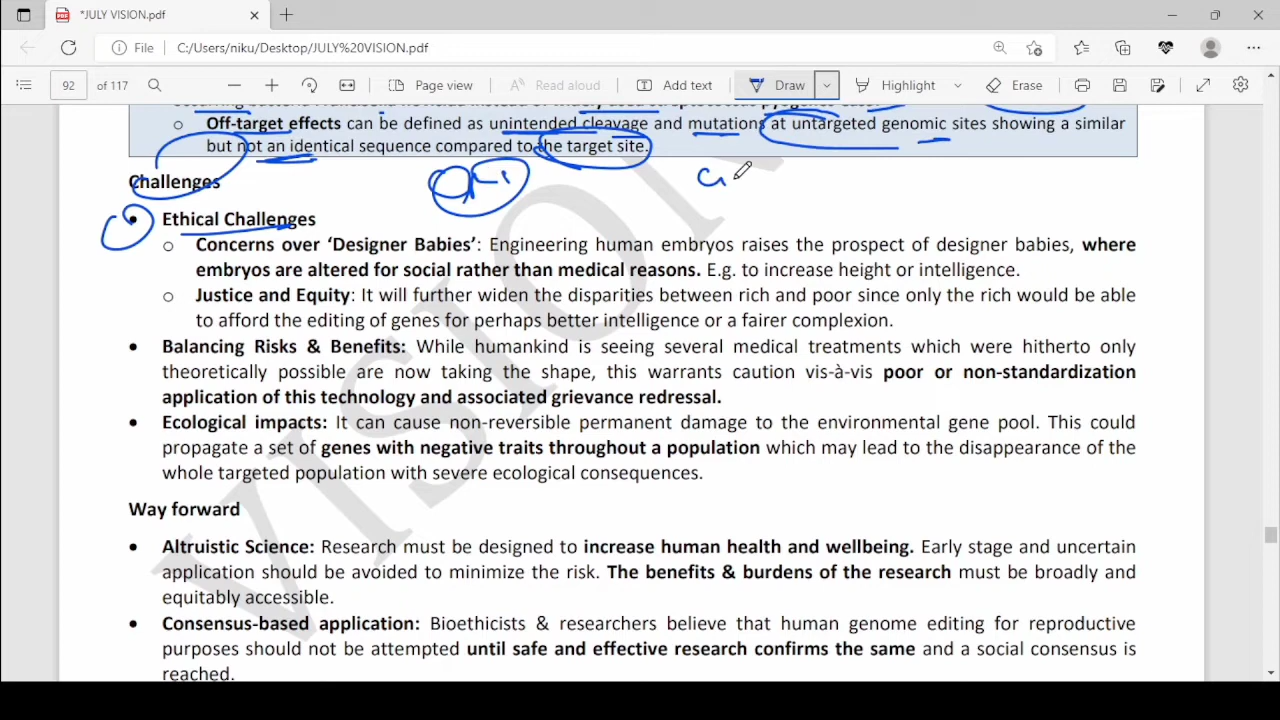 *JULY VISION.pdf
File C:/Users/niku/Desktop/JULY%20VISION.pdf
92 of 117 Page view Read aloud Add text Draw Highlight Erase
o Off-target effects can be defined as unintended cleavage and mutations at untargeted genomic sites showing a similar
but not an identical sequence compared to the target site.
Challenges
• Ethical Challenges
o Concerns over ‘Designer Babies’: Engineering human embryos raises the prospect of designer babies, where
embryos are altered for social rather than medical reasons. E.g. to increase height or intelligence.
o Justice and Equity: It will further widen the disparities between rich and poor since only the rich would be able
to afford the editing of genes for perhaps better intelligence or a fairer complexion.
• Balancing Risks & Benefits: While humankind is seeing several medical treatments which were hitherto only
theoretically possible are now taking the shape, this warrants caution vis-à-vis poor or non-standardization
application of this technology and associated grievance redressal.
• Ecological impacts: It can cause non-reversible permanent damage to the environmental gene pool. This could
propagate a set of genes with negative traits throughout a population which may lead to the disappearance of the
whole targeted population with severe ecological consequences.
Way forward
• Altruistic Science: Research must be designed to increase human health and wellbeing. Early stage and uncertain
application should be avoided to minimize the risk. The benefits & burdens of the research must be broadly and
equitably accessible.
• Consensus-based application: Bioethicists & researchers believe that human genome editing for reproductive
purposes should not be attempted until safe and effective research confirms the same and a social consensus is
reached.
VISION